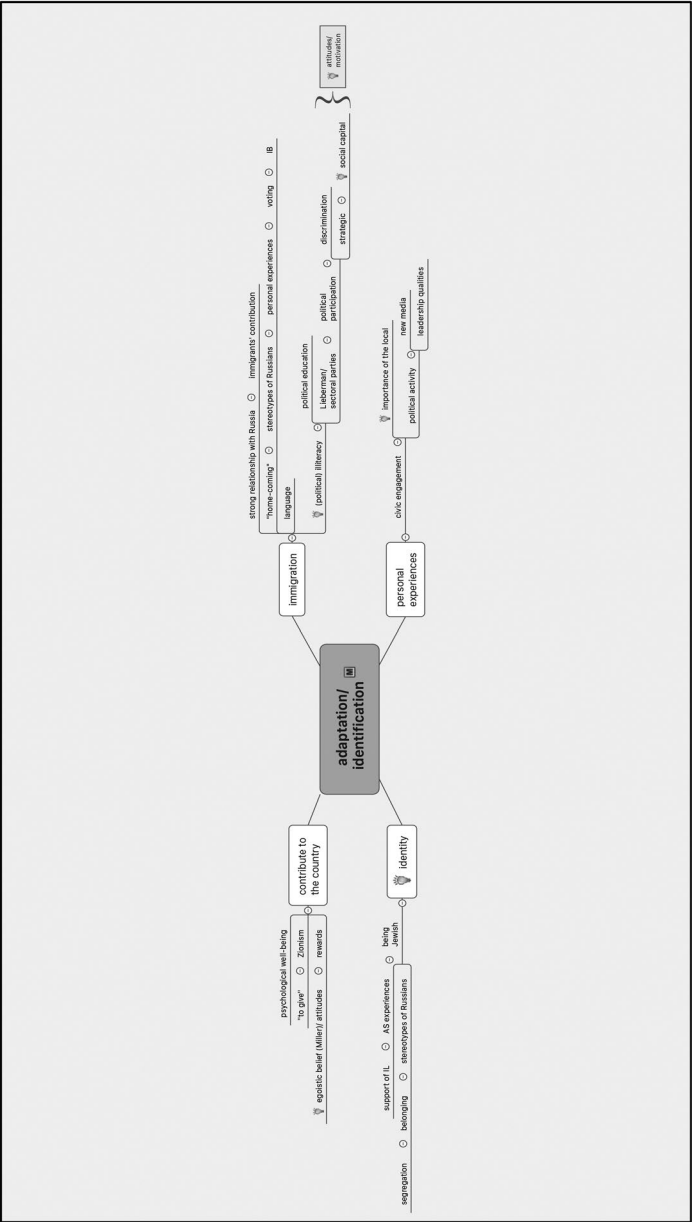 adaptation/
identification
M
immigration
strong relationship with Russia
immigrants' contribution
"home-coming"
stereotypes of Russians
personal experiences
voting
IB
language
(political) illiteracy
political education
Lieberman/
sectoral parties
political
participation
discrimination
strategic
social capital
attitudes/
motivation
personal
experiences
civic engagement
importance of the local
political activity
new media
leadership qualities
contribute to
the country
psychological well-being
Zionism
"to give"
rewards
egoistic belief (Miller)/ attitudes
identity
being
Jewish
AS experiences
support of IL
stereotypes of Russians
belonging
segregation